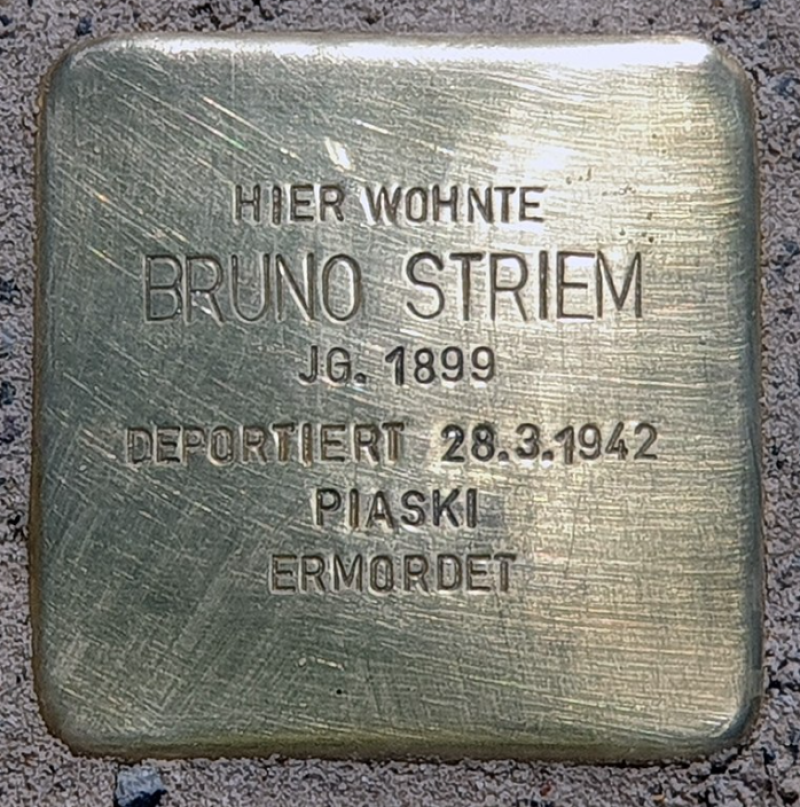 HIER WOHNTE
BRUNO STRIEM
JG. 1899
DEPORTIERT 28.3.1942
PIASKI
ERMORDET